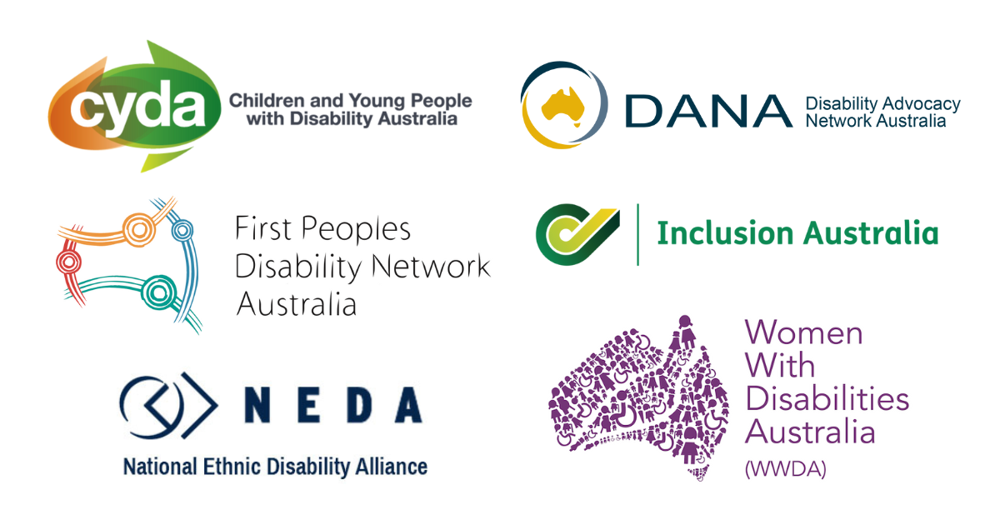 cyda
Children and Young People
with Disability Australia
DANA
Disability Advocacy
Network Australia
First Peoples
Disability Network
Australia
Inclusion Australia
NEDA
National Ethnic Disability Alliance
Women
With
Disabilities
Australia
(WWDA)